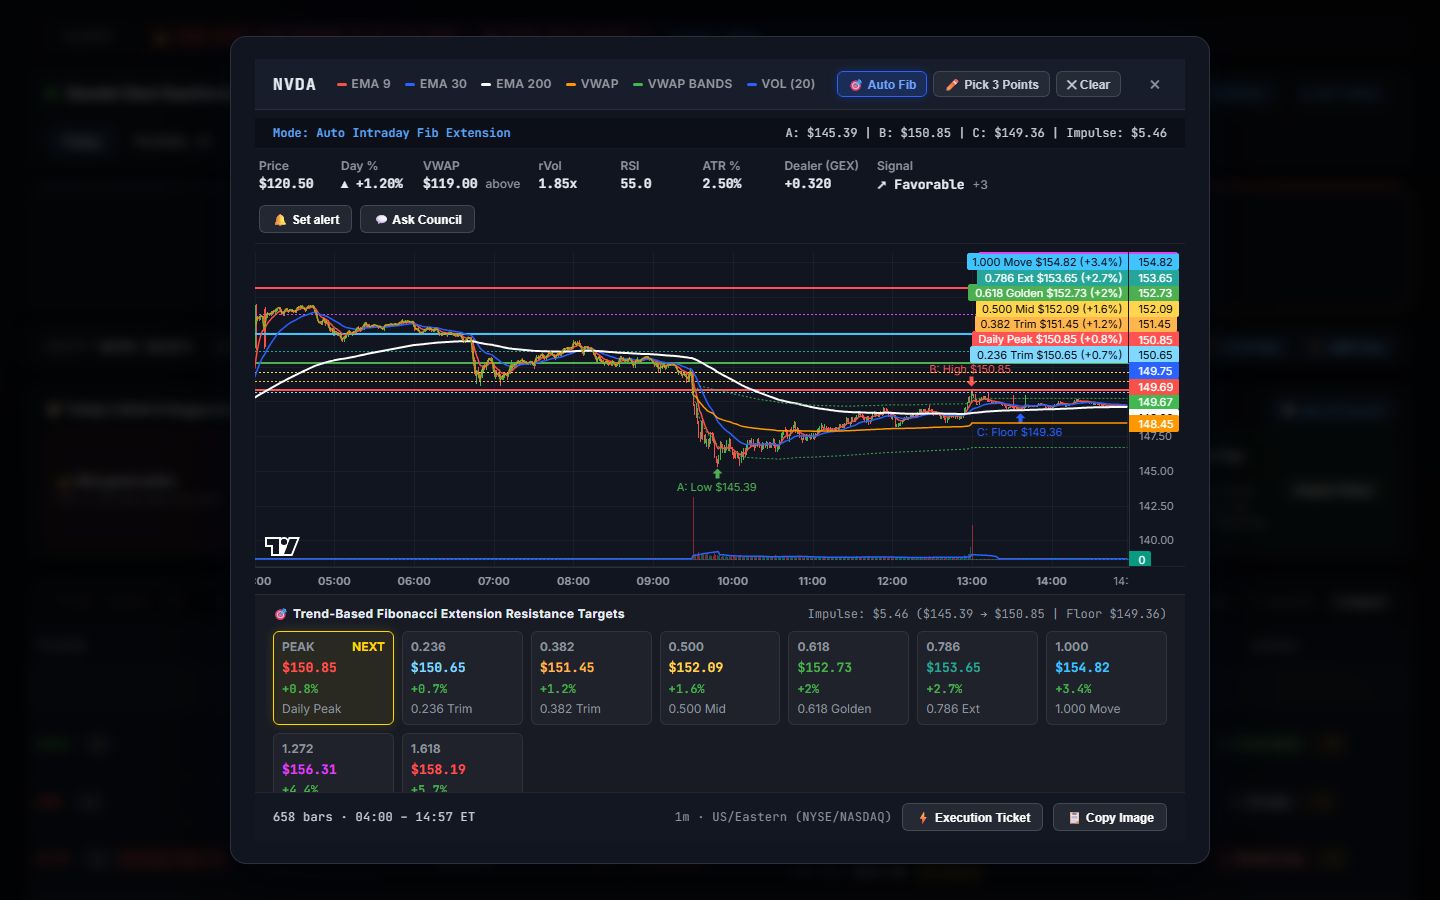 NVDA EMA 9 EMA 30 EMA 200 VWAP VWAP BANDS VOL (20) 🎯 Auto Fib Pick 3 Points ✕ Clear ✕
Mode: Auto Intraday Fib Extension A: $145.39 | B: $150.85 | C: $149.36 | Impulse: $5.46
Price Day % VWAP rVol RSI ATR % Dealer (GEX) Signal
$120.50 ▲ +1.20% $119.00 above 1.85x 55.0 2.50% +0.320 ↗ Favorable +3
🔔 Set alert 💬 Ask Council
1.000 Move $154.82 (+3.4%) 154.82
0.786 Ext $153.65 (+2.7%) 153.65
0.618 Golden $152.73 (+2%) 152.73
0.500 Mid $152.09 (+1.6%) 152.09
0.382 Trim $151.45 (+1.2%) 151.45
Daily Peak $150.85 (+0.8%) 150.85
0.236 Trim $150.65 (+0.7%) 150.65
B: High $150.85 149.75
149.69
149.67
148.45
C: Floor $149.36 147.50
145.00
A: Low $145.39
142.50
140.00
0
:00 05:00 06:00 07:00 08:00 09:00 10:00 11:00 12:00 13:00 14:00 14:
🎯 Trend-Based Fibonacci Extension Resistance Targets Impulse: $5.46 ($145.39 → $150.85 | Floor $149.36)
PEAK NEXT 0.236 0.382 0.500 0.618 0.786 1.000
$150.85 $150.65 $151.45 $152.09 $152.73 $153.65 $154.82
+0.8% +0.7% +1.2% +1.6% +2% +2.7% +3.4%
Daily Peak 0.236 Trim 0.382 Trim 0.500 Mid 0.618 Golden 0.786 Ext 1.000 Move
1.272 1.618
$156.31 $158.19
+4.4% +5.7%
658 bars · 04:00 – 14:57 ET 1m · US/Eastern (NYSE/NASDAQ) ⚡ Execution Ticket 📋 Copy Image